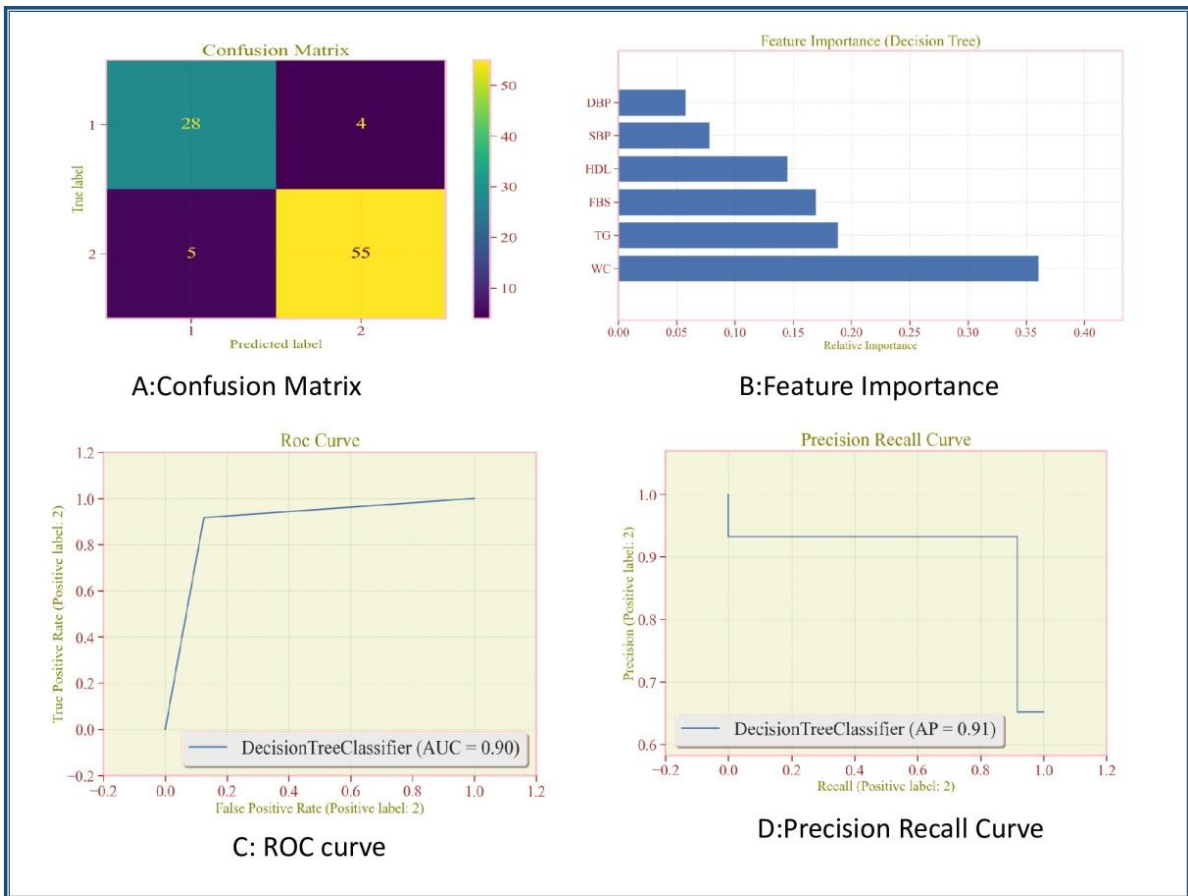 Confusion Matrix
1
2
True label
28
4
5
55
1
2
Predicted label
50
40
30
20
10
A:Confusion Matrix
Feature Importance (Decision Tree)
DBP
SBP
HDL
FBS
TG
WC
0.00 0.05 0.10 0.15 0.20 0.25 0.30 0.35 0.40
Relative Importance
B:Feature Importance
Roc Curve
True Positive Rate (Positive label: 2)
1.2
1.0
0.8
0.6
0.4
0.2
0.0
−0.2
DecisionTreeClassifier (AUC = 0.90)
−0.2 0.0 0.2 0.4 0.6 0.8 1.0 1.2
False Positive Rate (Positive label: 2)
C: ROC curve
Precision Recall Curve
Precision (Positive label: 2)
1.0
0.9
0.8
0.7
0.6
DecisionTreeClassifier (AP = 0.91)
−0.2 0.0 0.2 0.4 0.6 0.8 1.0 1.2
Recall (Positive label: 2)
D:Precision Recall Curve